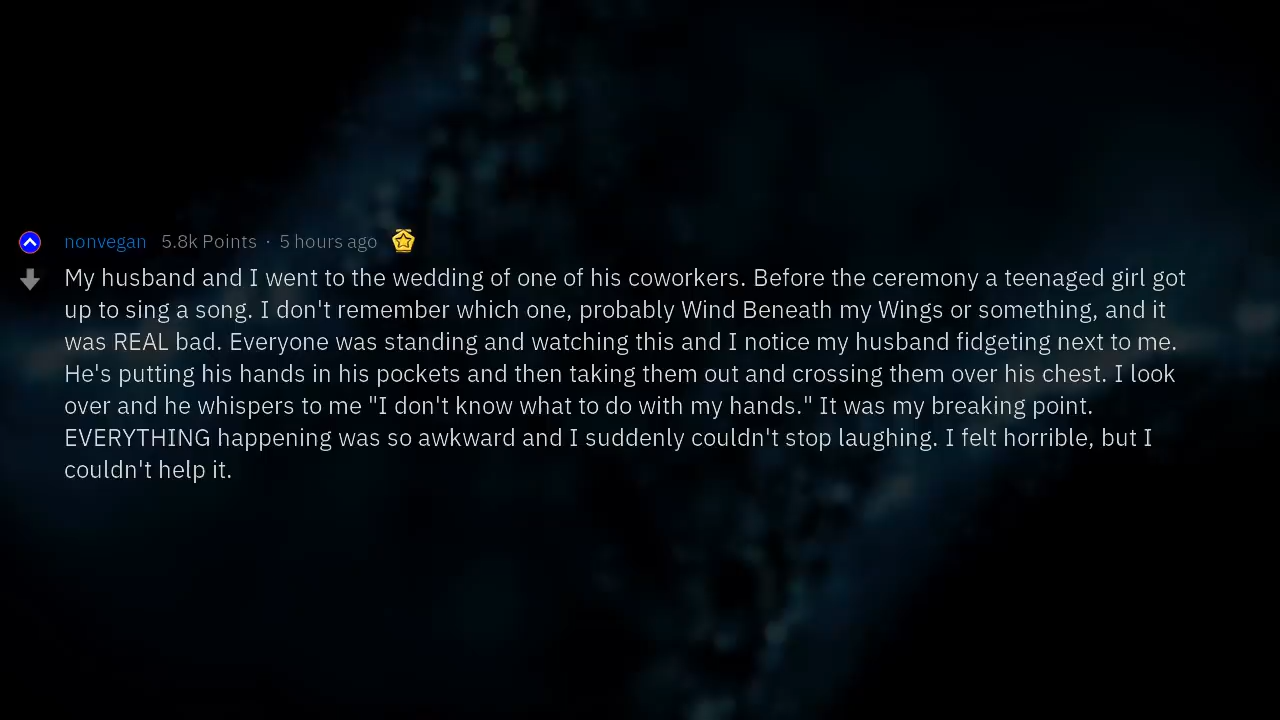 nonvegan 5.8k Points · 5 hours ago
My husband and I went to the wedding of one of his coworkers. Before the ceremony a teenaged girl got
up to sing a song. I don't remember which one, probably Wind Beneath my Wings or something, and it
was REAL bad. Everyone was standing and watching this and I notice my husband fidgeting next to me.
He's putting his hands in his pockets and then taking them out and crossing them over his chest. I look
over and he whispers to me "I don't know what to do with my hands." It was my breaking point.
EVERYTHING happening was so awkward and I suddenly couldn't stop laughing. I felt horrible, but I
couldn't help it.